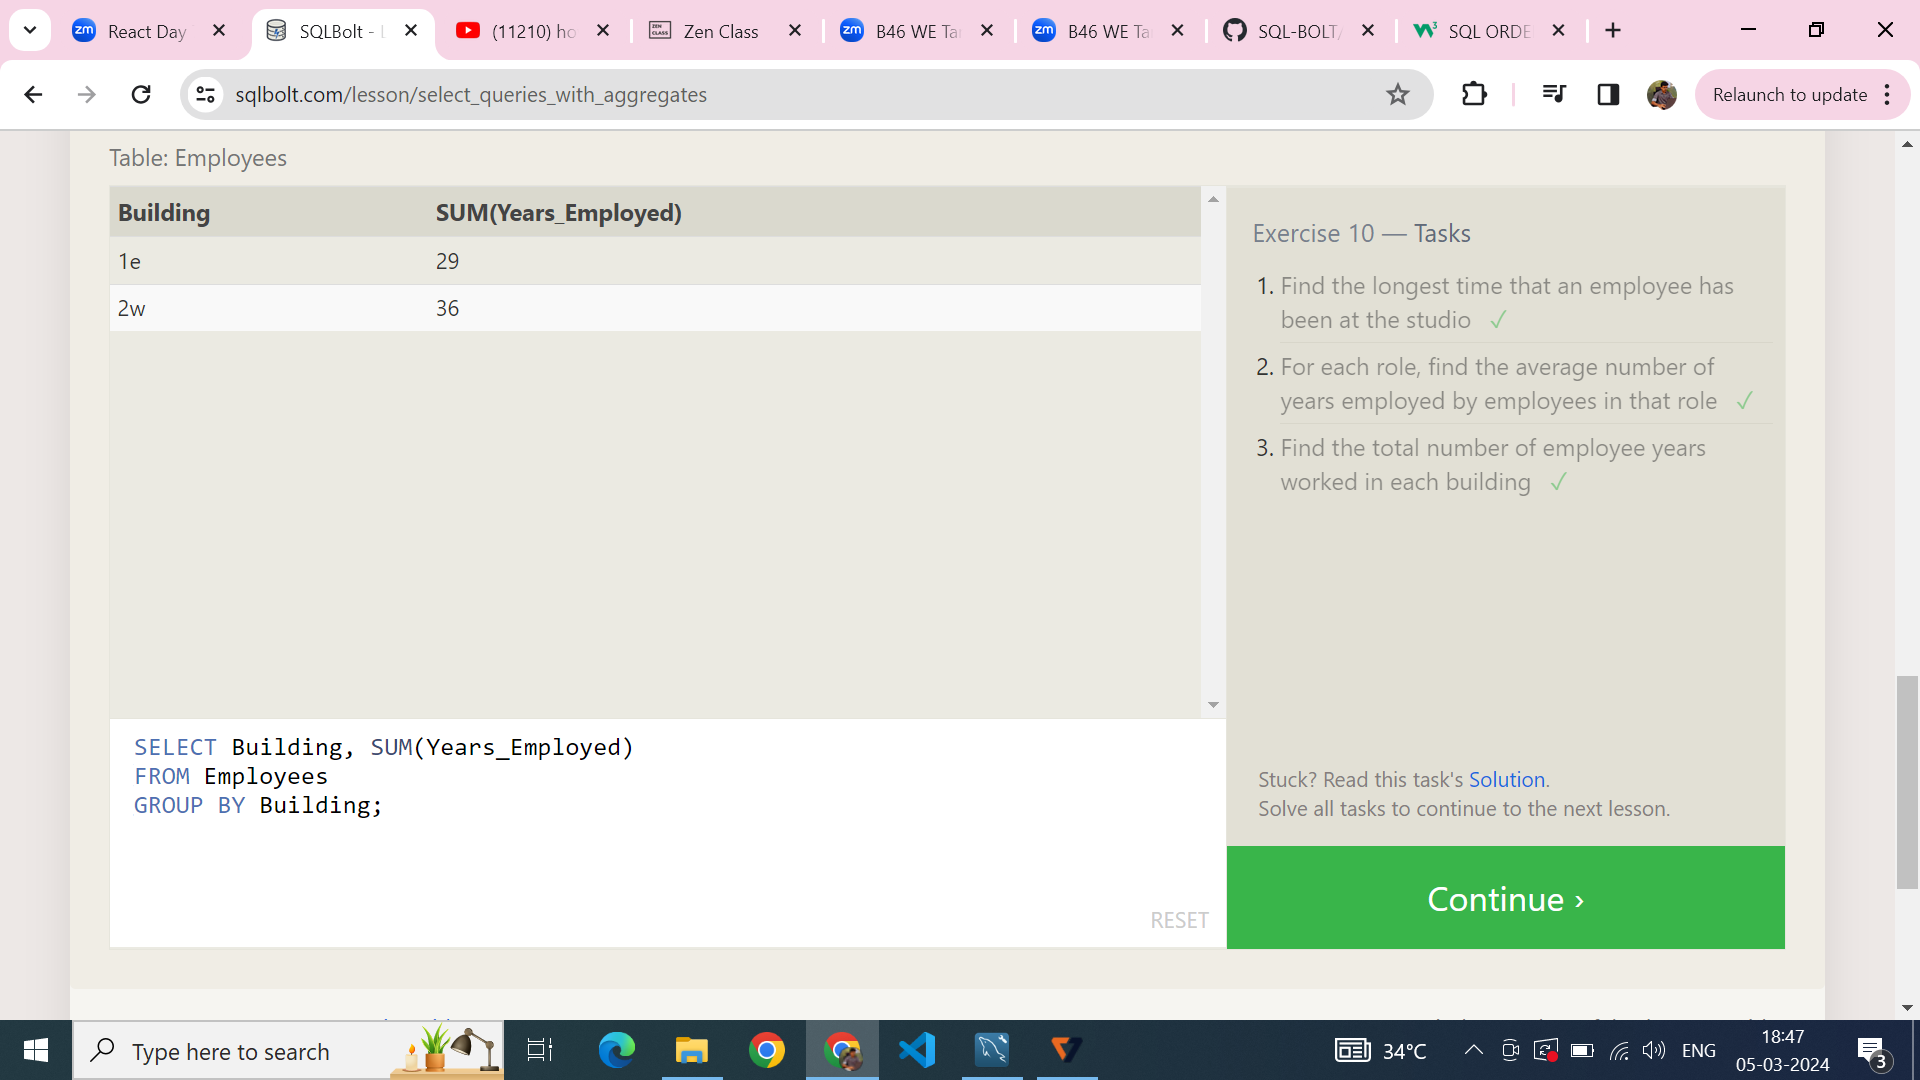 React Day
SQLBolt - L
(11210) ho
Zen Class
B46 WE Ta
B46 WE Ta
SQL-BOLT/
SQL ORDE
sqlbolt.com/lesson/select_queries_with_aggregates
Relaunch to update
Table: Employees
Building SUM(Years_Employed)
1e 29
2w 36
Exercise 10 — Tasks
1. Find the longest time that an employee has
been at the studio ✓
2. For each role, find the average number of
years employed by employees in that role ✓
3. Find the total number of employee years
worked in each building ✓
Stuck? Read this task's Solution.
Solve all tasks to continue to the next lesson.
SELECT Building, SUM(Years_Employed)
FROM Employees
GROUP BY Building;
RESET
Continue ›
Type here to search
34°C
ENG
18:47
05-03-2024
3